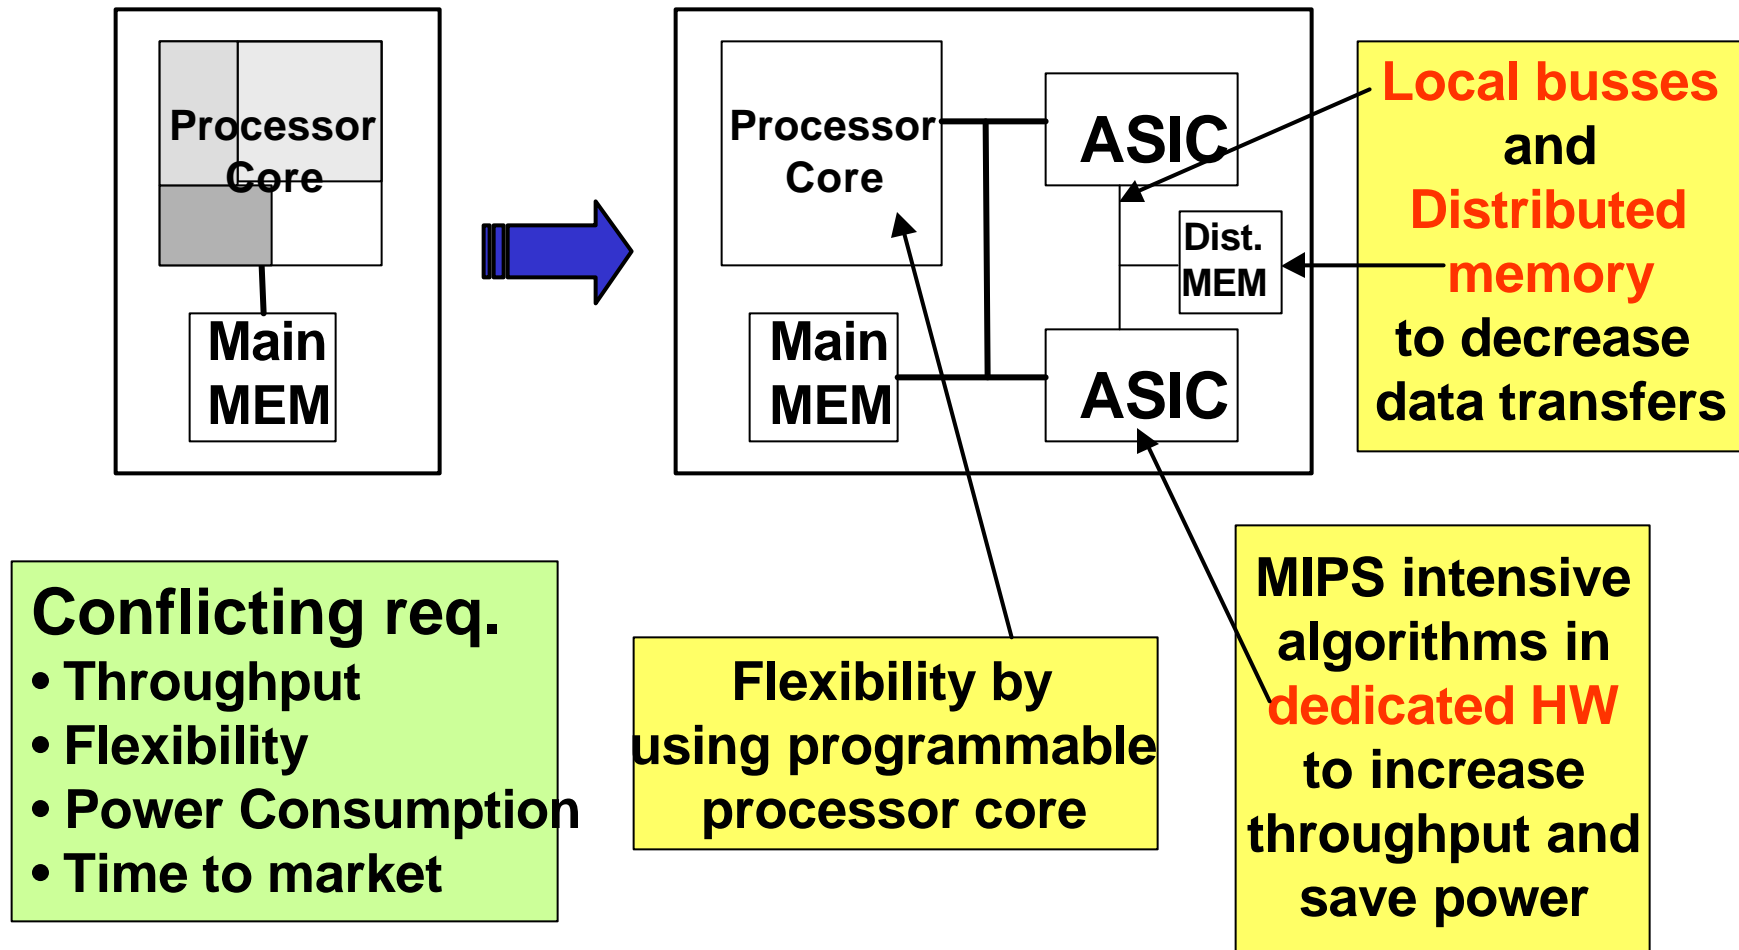 Processor
Core
Main
MEM
Processor
Core
Main
MEM
ASIC
Dist.
MEM
ASIC
Local busses
and
Distributed
memory
to decrease
data transfers
Conflicting req.
• Throughput
• Flexibility
• Power Consumption
• Time to market
Flexibility by
using programmable
processor core
MIPS intensive
algorithms in
dedicated HW
to increase
throughput and
save power